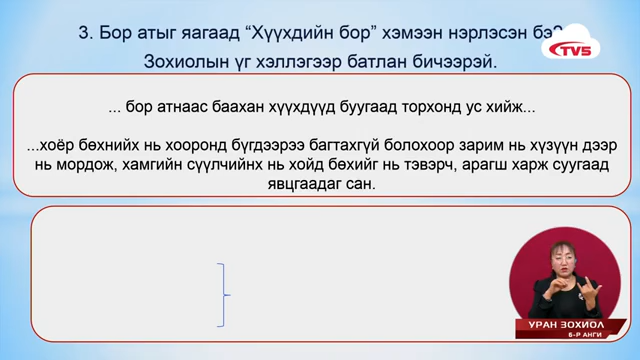 3. Бор атыг яагаад “Хүүхдийн бор” хэмээн нэрлэсэн бэ?
TV5
Зохиолын үг хэллэгээр батлан бичээрэй.
... бор атнаас баахан хүүхдүүд буугаад торхонд ус хийж...
...хоёр бөхнийх нь хооронд бүгдээрээ багтахгүй болохоор зарим нь хүзүүн дээр
нь мордож, хамгийн сүүлчийнх нь хойд бөхийг нь тэвэрч, арагш харж суугаад
явцгаадаг сан.
УРАН ЗОХИОЛ
6-Р АНГИ